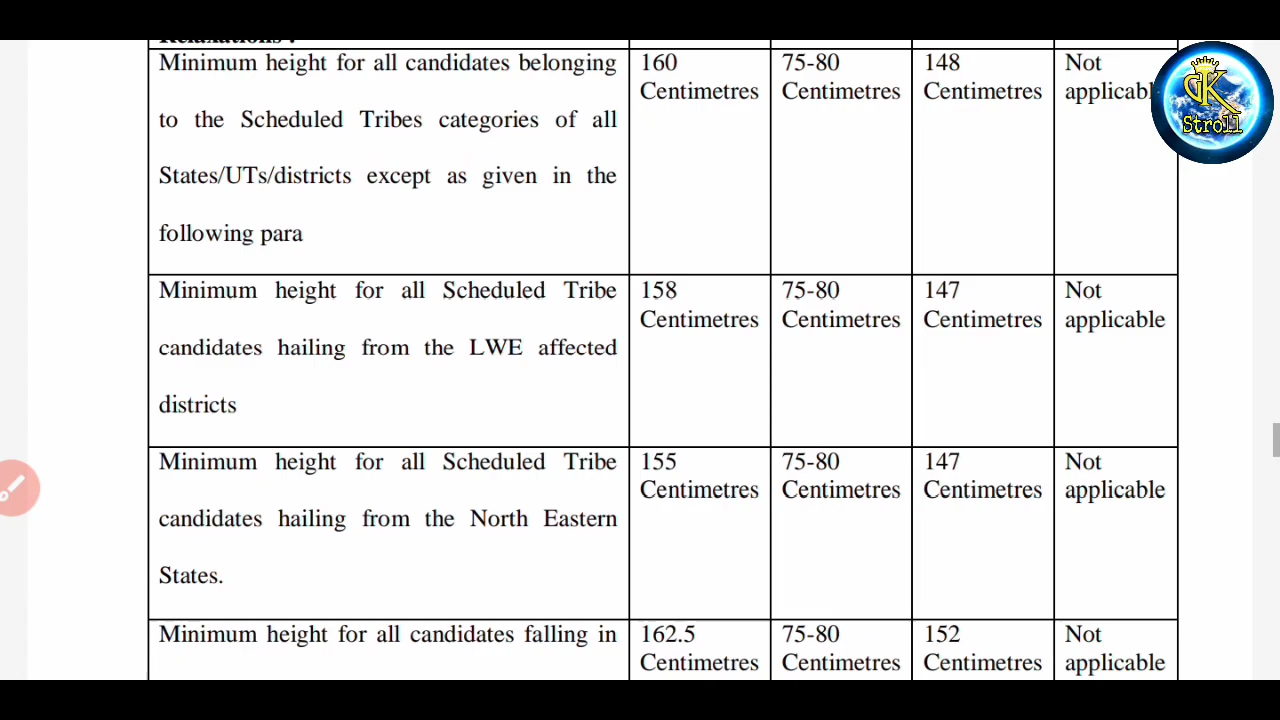 Relaxations :
Minimum height for all candidates belonging
to the Scheduled Tribes categories of all
States/UTs/districts except as given in the
following para
160
Centimetres
75-80
Centimetres
148
Centimetres
Not
applicabl
Minimum height for all Scheduled Tribe
candidates hailing from the LWE affected
districts
158
Centimetres
75-80
Centimetres
147
Centimetres
Not
applicable
Minimum height for all Scheduled Tribe
candidates hailing from the North Eastern
States.
155
Centimetres
75-80
Centimetres
147
Centimetres
Not
applicable
Minimum height for all candidates falling in
162.5
Centimetres
75-80
Centimetres
152
Centimetres
Not
applicable
GK
Stroll